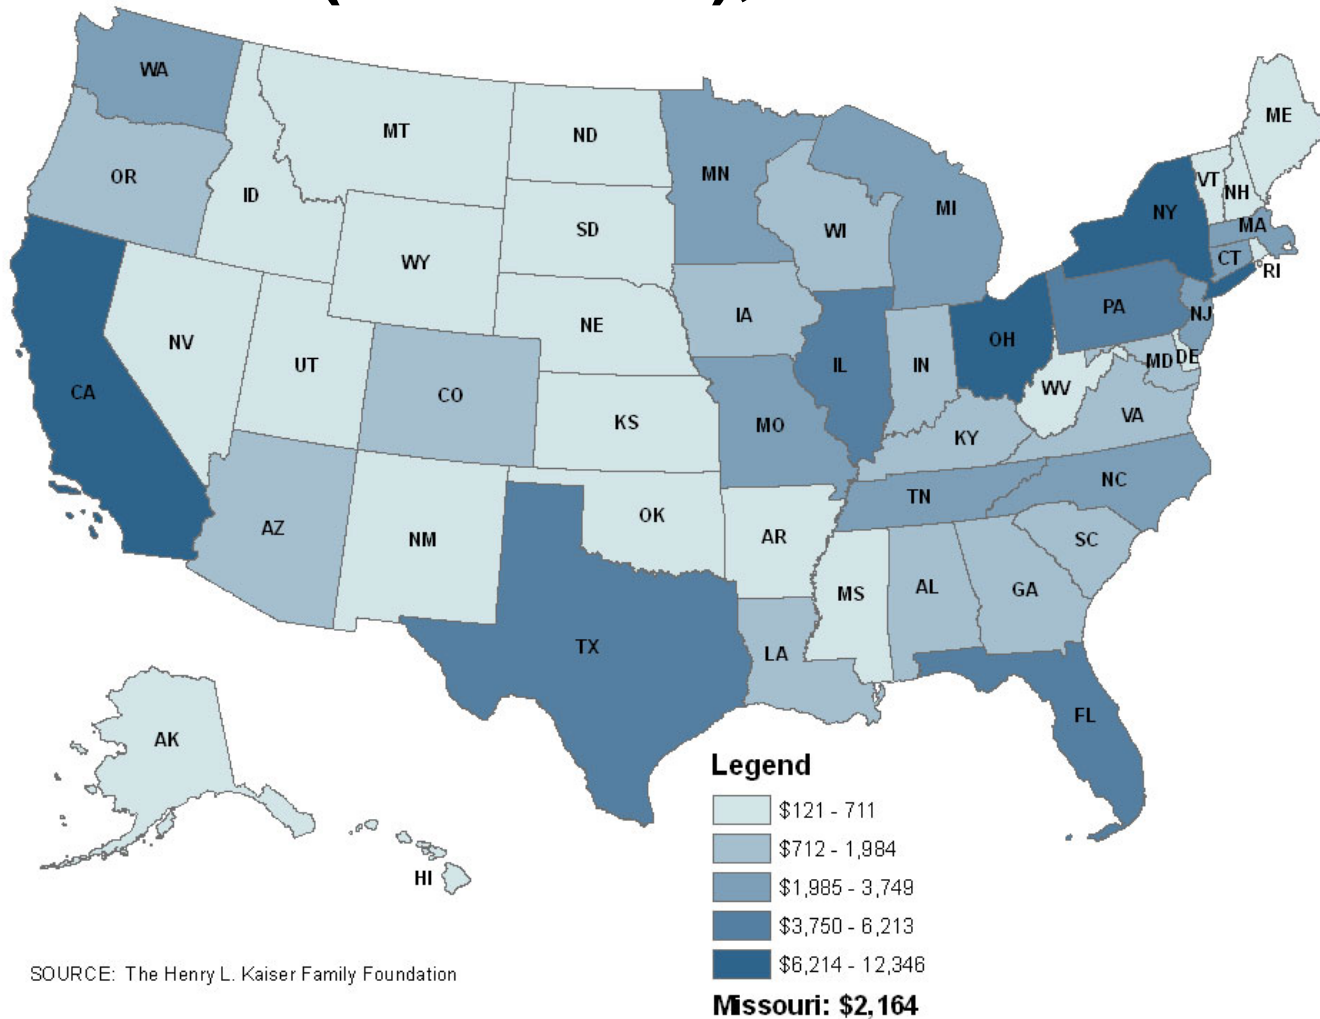 WA
MT
ND
ME
OR
ID
MN
VT
NH
MI
NY
MA
SD
WI
CT
RI
WY
PA
IA
NJ
NE
OH
NV
UT
IL
IN
MD
DE
CA
CO
WV
VA
KS
MO
KY
NC
TN
AZ
NM
OK
AR
SC
MS
AL
GA
TX
LA
FL
AK
HI
Legend
$121 - 711
$712 - 1,984
$1,985 - 3,749
$3,750 - 6,213
$6,214 - 12,346
Missouri: $2,164
SOURCE: The Henry L. Kaiser Family Foundation